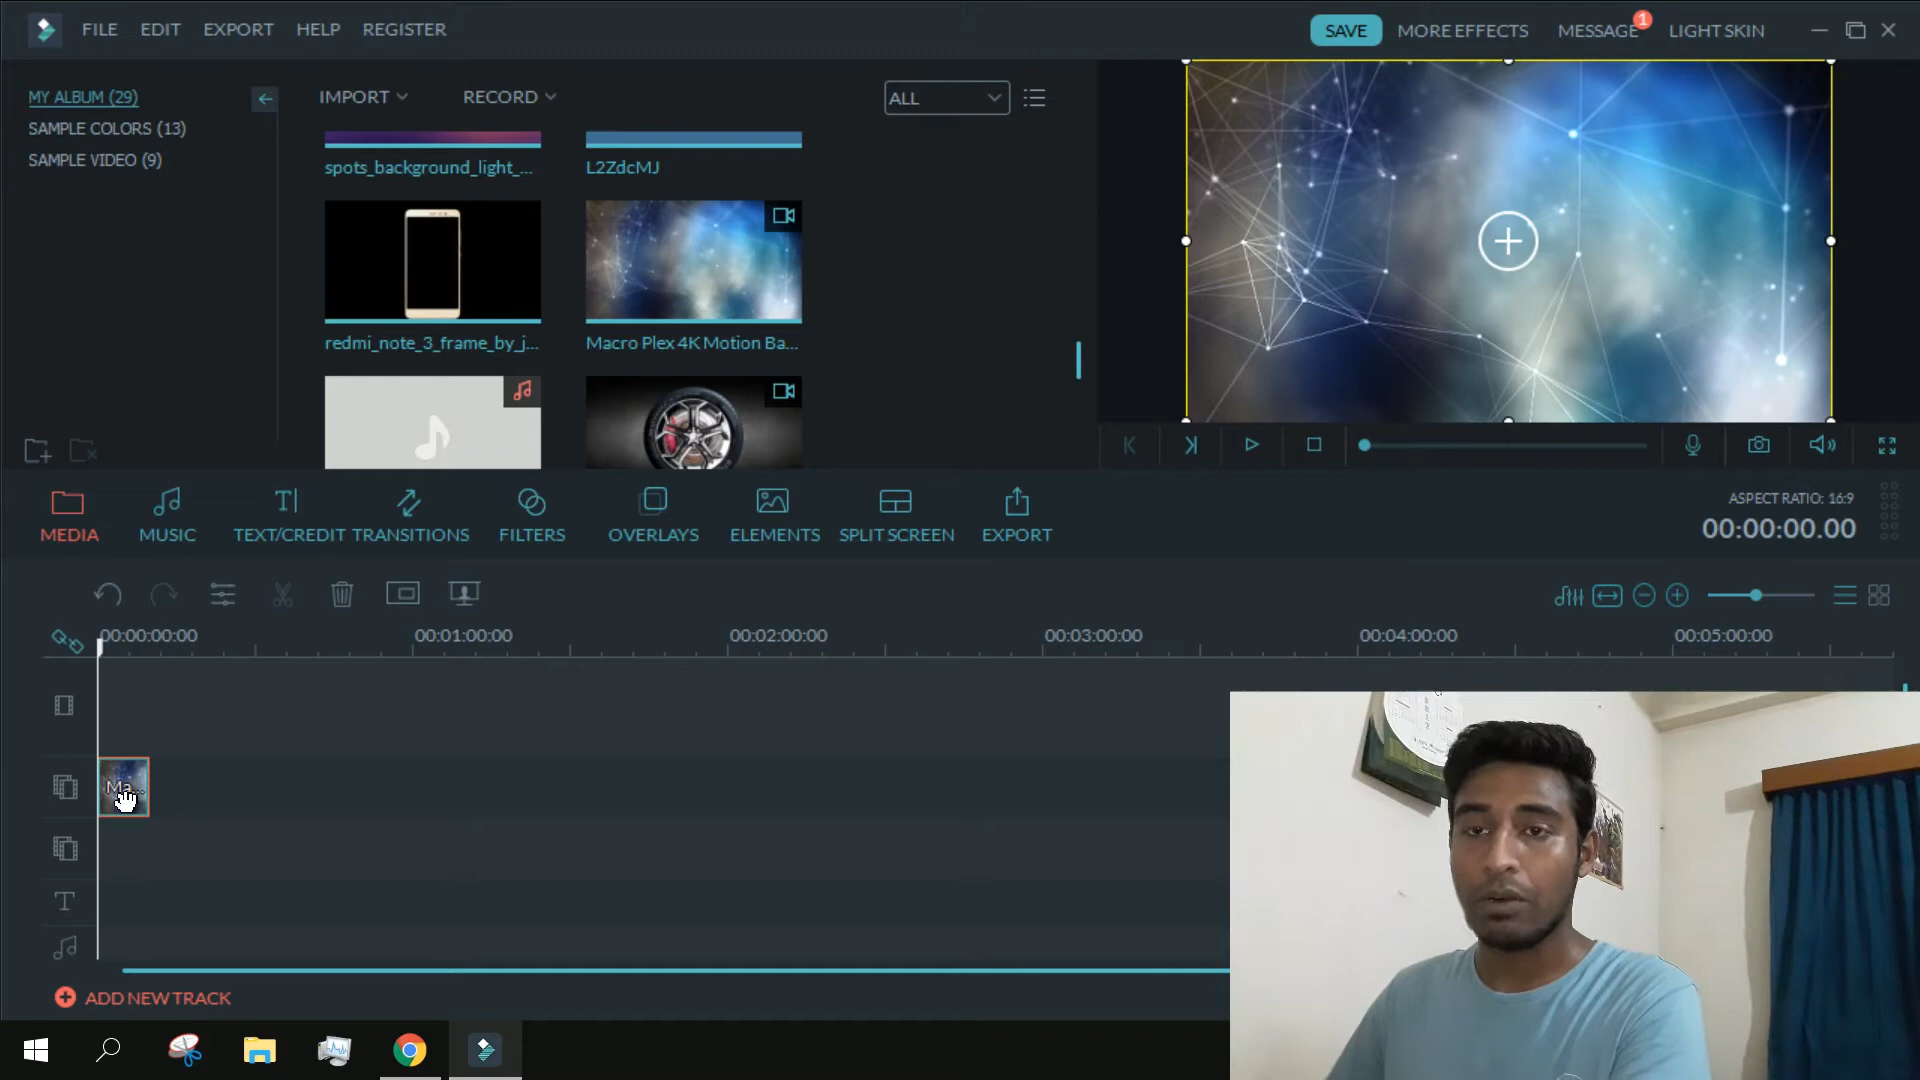 FILE EDIT EXPORT HELP REGISTER SAVE MORE EFFECTS MESSAGE 1 LIGHT SKIN
MY ALBUM (29)
SAMPLE COLORS (13)
SAMPLE VIDEO (9)
IMPORT RECORD ALL
spots_background_light_... L2ZdcMJ
redmi_note_3_frame_by_j... Macro Plex 4K Motion Ba...
MEDIA MUSIC TEXT/CREDIT TRANSITIONS FILTERS OVERLAYS ELEMENTS SPLIT SCREEN EXPORT
ASPECT RATIO: 16:9
00:00:00.00
00:00:00:00 00:01:00:00 00:02:00:00 00:03:00:00 00:04:00:00 00:05:00:00
Ma...
ADD NEW TRACK